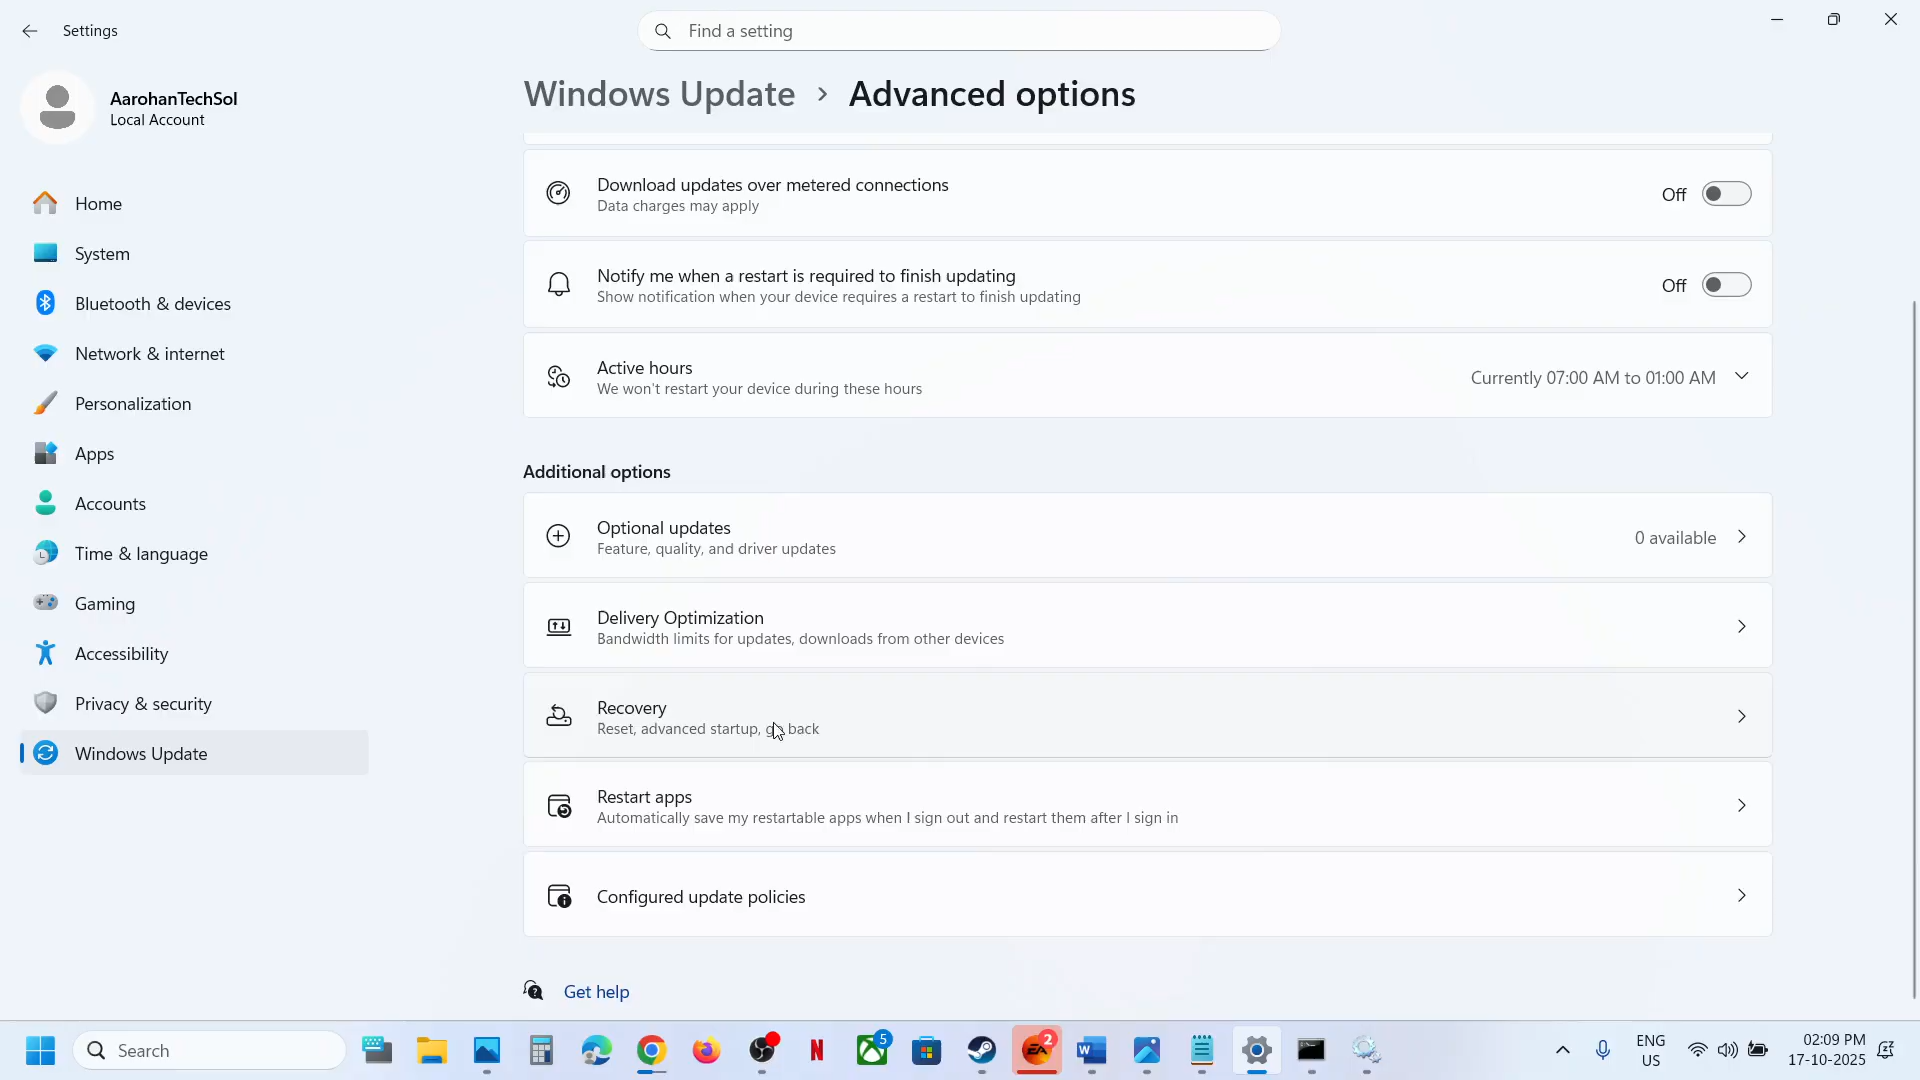 Settings
Find a setting
AarohanTechSol
Local Account
Home
System
Bluetooth & devices
Network & internet
Personalization
Apps
Accounts
Time & language
Gaming
Accessibility
Privacy & security
Windows Update
Windows Update > Advanced options
Download updates over metered connections
Data charges may apply
Off
Notify me when a restart is required to finish updating
Show notification when your device requires a restart to finish updating
Off
Active hours
We won't restart your device during these hours
Currently 07:00 AM to 01:00 AM
Additional options
Optional updates
Feature, quality, and driver updates
0 available
Delivery Optimization
Bandwidth limits for updates, downloads from other devices
Recovery
Reset, advanced startup, go back
Restart apps
Automatically save my restartable apps when I sign out and restart them after I sign in
Configured update policies
Get help
Search
N
5
EA
2
W
ENG
US
02:09 PM
17-10-2025